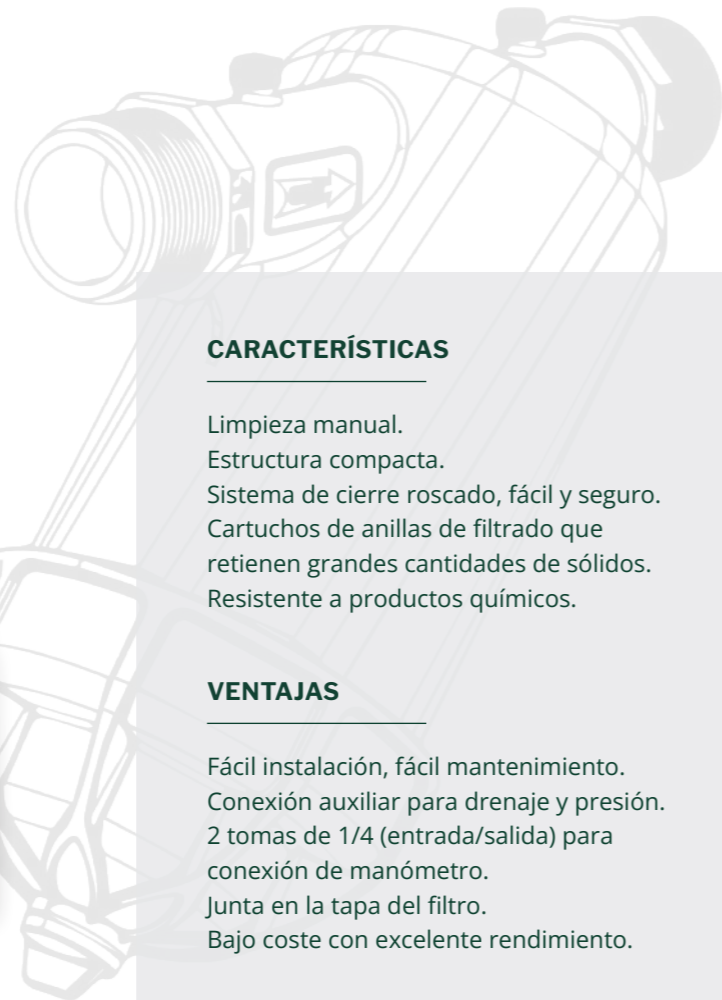 CARACTERÍSTICAS
Limpieza manual.
Estructura compacta.
Sistema de cierre roscado, fácil y seguro.
Cartuchos de anillas de filtrado que
retienen grandes cantidades de sólidos.
Resistente a productos químicos.
VENTAJAS
Fácil instalación, fácil mantenimiento.
Conexión auxiliar para drenaje y presión.
2 tomas de 1/4 (entrada/salida) para
conexión de manómetro.
Junta en la tapa del filtro.
Bajo coste con excelente rendimiento.